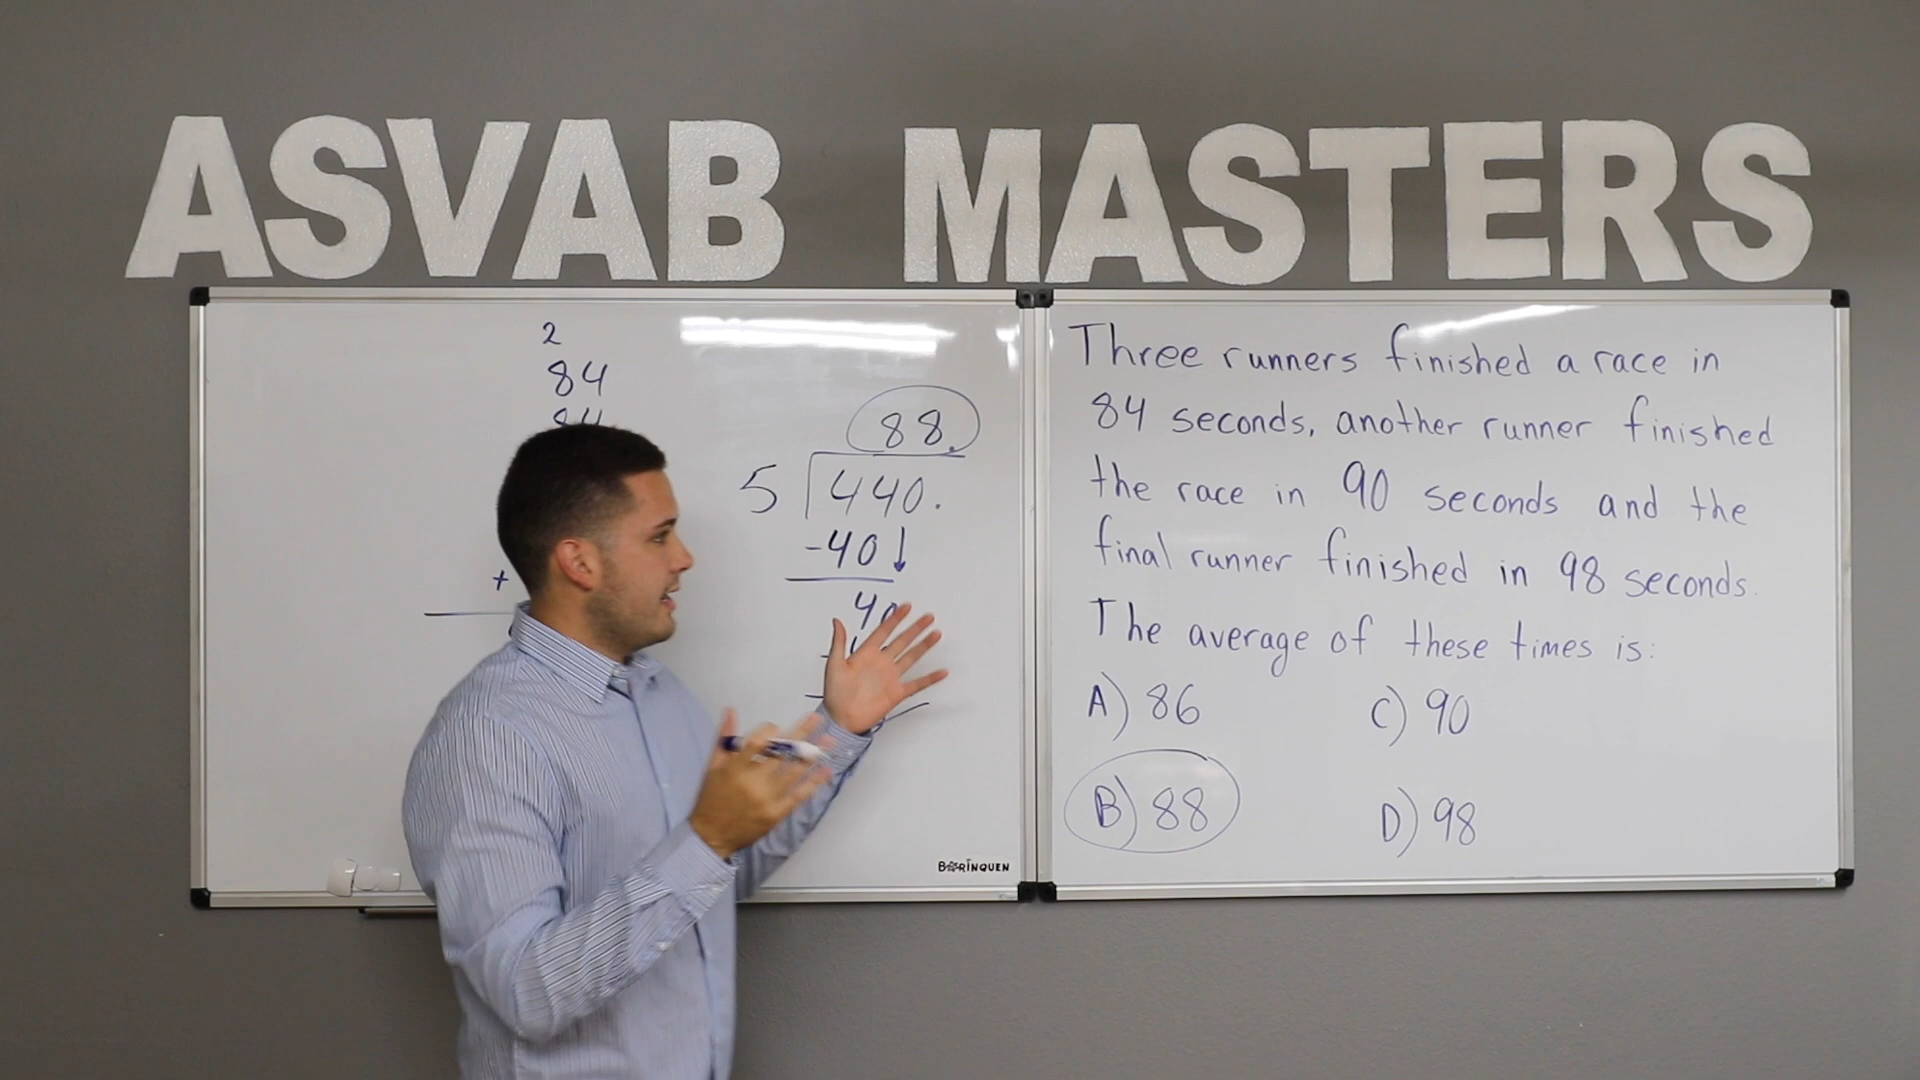 ASVAB MASTERS
2
84
84
+
88.
5 440.
-40↓
40
-
Three runners finished a race in
84 seconds, another runner finished
the race in 90 seconds and the
final runner finished in 98 seconds.
The average of these times is:
A) 86
C) 90
B) 88
D) 98
BORINQUEN